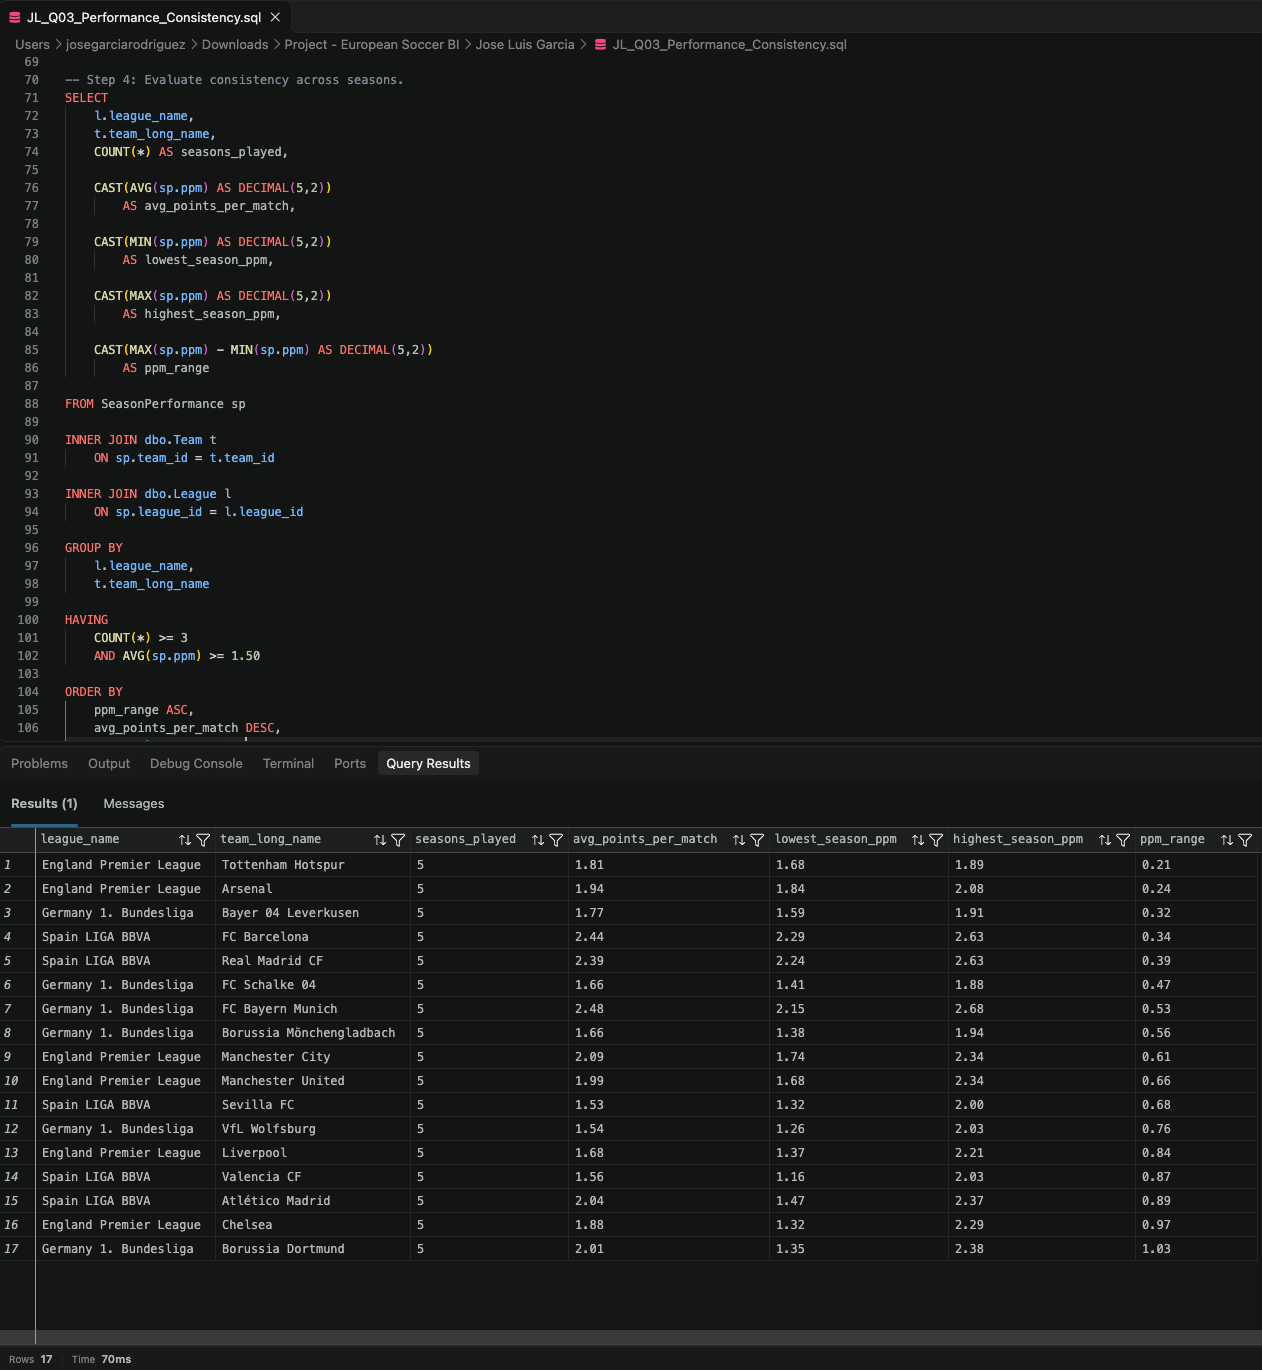 JL_Q03_Performance_Consistency.sql
Users > josegarciarodriguez > Downloads > Project - European Soccer BI > Jose Luis Garcia > JL_Q03_Performance_Consistency.sql
69
70 -- Step 4: Evaluate consistency across seasons.
71 SELECT
72 l.league_name,
73 t.team_long_name,
74 COUNT(*) AS seasons_played,
75
76 CAST(AVG(sp.ppm) AS DECIMAL(5,2))
77 AS avg_points_per_match,
78
79 CAST(MIN(sp.ppm) AS DECIMAL(5,2))
80 AS lowest_season_ppm,
81
82 CAST(MAX(sp.ppm) AS DECIMAL(5,2))
83 AS highest_season_ppm,
84
85 CAST(MAX(sp.ppm) - MIN(sp.ppm) AS DECIMAL(5,2))
86 AS ppm_range
87
88 FROM SeasonPerformance sp
89
90 INNER JOIN dbo.Team t
91 ON sp.team_id = t.team_id
92
93 INNER JOIN dbo.League l
94 ON sp.league_id = l.league_id
95
96 GROUP BY
97 l.league_name,
98 t.team_long_name
99
100 HAVING
101 COUNT(*) >= 3
102 AND AVG(sp.ppm) >= 1.50
103
104 ORDER BY
105 ppm_range ASC,
106 avg_points_per_match DESC,
Problems Output Debug Console Terminal Ports Query Results
Results (1) Messages
league_name team_long_name seasons_played avg_points_per_match lowest_season_ppm highest_season_ppm ppm_range
1 England Premier League Tottenham Hotspur 5 1.81 1.68 1.89 0.21
2 England Premier League Arsenal 5 1.94 1.84 2.08 0.24
3 Germany 1. Bundesliga Bayer 04 Leverkusen 5 1.77 1.59 1.91 0.32
4 Spain LIGA BBVA FC Barcelona 5 2.44 2.29 2.63 0.34
5 Spain LIGA BBVA Real Madrid CF 5 2.39 2.24 2.63 0.39
6 Germany 1. Bundesliga FC Schalke 04 5 1.66 1.41 1.88 0.47
7 Germany 1. Bundesliga FC Bayern Munich 5 2.48 2.15 2.68 0.53
8 Germany 1. Bundesliga Borussia Mönchengladbach 5 1.66 1.38 1.94 0.56
9 England Premier League Manchester City 5 2.09 1.74 2.34 0.61
10 England Premier League Manchester United 5 1.99 1.68 2.34 0.66
11 Spain LIGA BBVA Sevilla FC 5 1.53 1.32 2.00 0.68
12 Germany 1. Bundesliga VfL Wolfsburg 5 1.54 1.26 2.03 0.76
13 England Premier League Liverpool 5 1.68 1.37 2.21 0.84
14 Spain LIGA BBVA Valencia CF 5 1.56 1.16 2.03 0.87
15 Spain LIGA BBVA Atlético Madrid 5 2.04 1.47 2.37 0.89
16 England Premier League Chelsea 5 1.88 1.32 2.29 0.97
17 Germany 1. Bundesliga Borussia Dortmund 5 2.01 1.35 2.38 1.03
Rows 17 Time 70ms